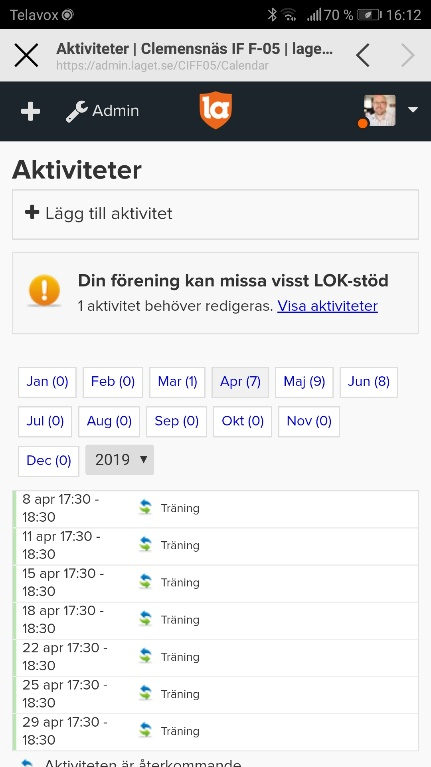 Telavox 70 % 16:12
Aktiviteter | Clemensnäs IF F-05 | lage...
https://admin.laget.se/CIFF05/Calendar
Admin
la
Aktiviteter
Lägg till aktivitet
Din förening kan missa visst LOK-stöd
1 aktivitet behöver redigeras. Visa aktiviteter
Jan (0) Feb (0) Mar (1) Apr (7) Maj (9) Jun (8)
Jul (0) Aug (0) Sep (0) Okt (0) Nov (0)
Dec (0) 2019
8 apr 17:30 -
18:30
Träning
11 apr 17:30 -
18:30
Träning
15 apr 17:30 -
18:30
Träning
18 apr 17:30 -
18:30
Träning
22 apr 17:30 -
18:30
Träning
25 apr 17:30 -
18:30
Träning
29 apr 17:30 -
18:30
Träning
Aktiviteten är återkommande